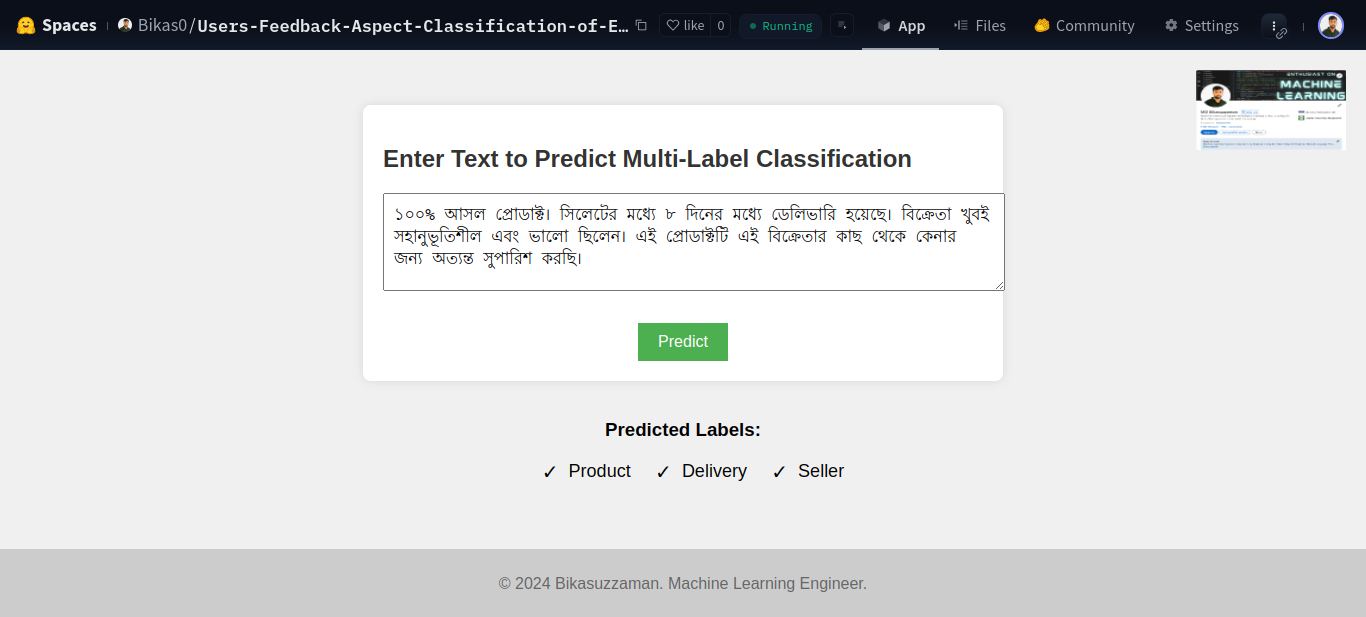 Spaces Bikas0/Users-Feedback-Aspect-Classification-of-E… like 0 Running App Files Community Settings
ENTHUSIAST ON
MACHINE
LEARNING
Enter Text to Predict Multi-Label Classification
১০০% আসল প্রোডাক্ট। সিলেটের মধ্যে ৮ দিনের মধ্যে ডেলিভারি হয়েছে। বিক্রেতা খুবই
সহানুভূতিশীল এবং ভালো ছিলেন। এই প্রোডাক্টটি এই বিক্রেতার কাছ থেকে কেনার
জন্য অত্যন্ত সুপারিশ করছি।
Predict
Predicted Labels:
✓ Product ✓ Delivery ✓ Seller
© 2024 Bikasuzzaman. Machine Learning Engineer.